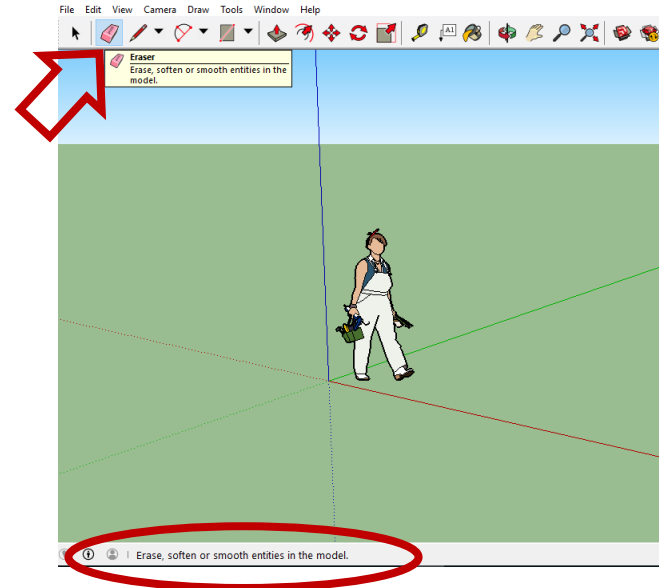 File Edit View Camera Draw Tools Window Help
A1
Eraser
Erase, soften or smooth entities in the
model.
Erase, soften or smooth entities in the model.